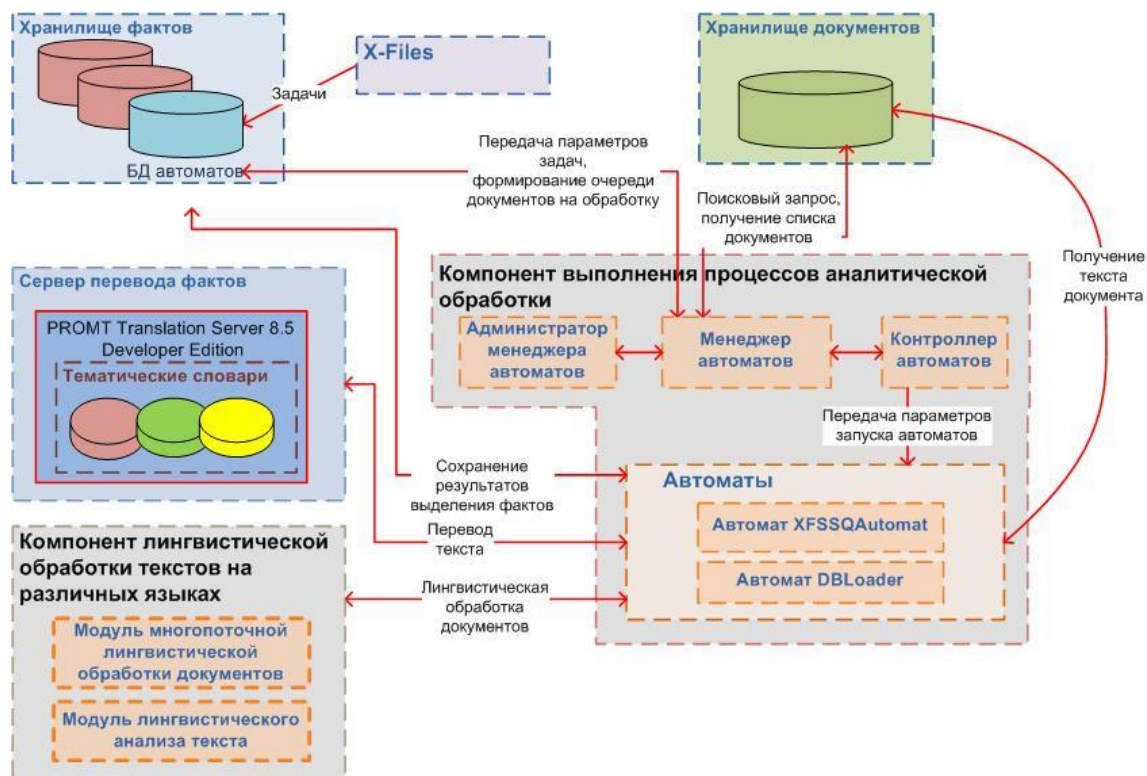 Хранилище фактов
X-Files
Хранилище документов
Задачи
БД автоматов
Передача параметров
задач,
формирование очереди
документов на обработку
Поисковый запрос,
получение списка
документов
Получение
текста
документа
Сервер перевода фактов
PROMT Translation Server 8.5
Developer Edition
Тематические словари
Компонент выполнения процессов аналитической
обработки
Администратор
менеджера
автоматов
Менеджер
автоматов
Контроллер
автоматов
Передача параметров
запуска автоматов
Сохранение
результатов
выделения фактов
Перевод
текста
Лингвистическая
обработка
документов
Автоматы
Автомат XFSSQAutomat
Автомат DBLoader
Компонент лингвистической
обработки текстов на
различных языках
Модуль многопоточной
лингвистической
обработки документов
Модуль лингвистического
анализа текста